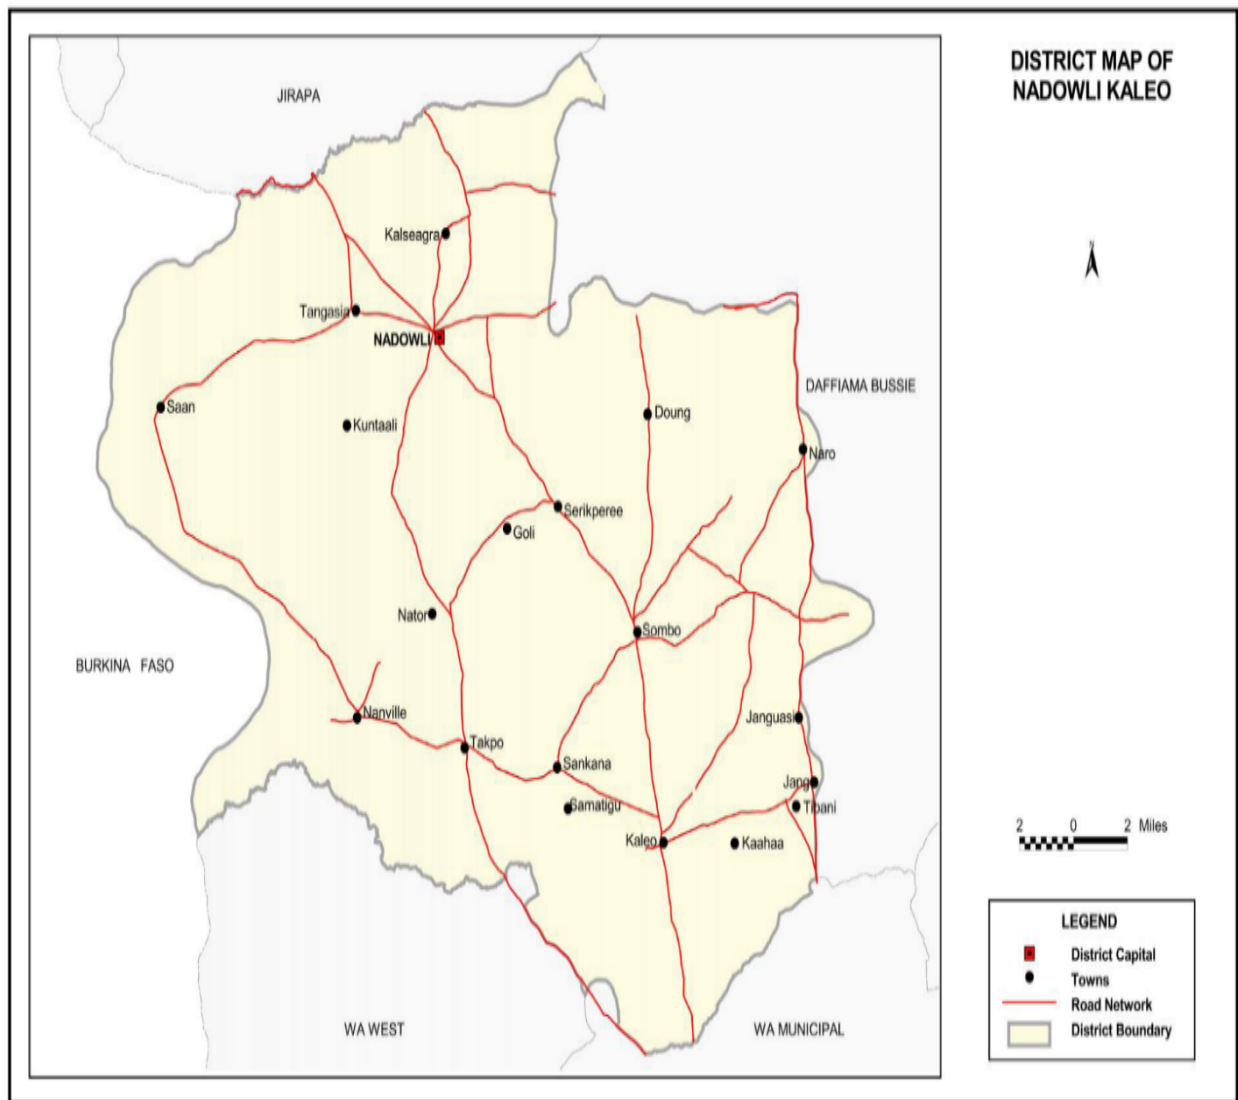 DISTRICT MAP OF
NADOWLI KALEO
JIRAPA
Kalseagra
Tangasia
NADOWLI
DAFFIAMA BUSSIE
Saan
Doung
Kuntaali
Naro
Serikperee
Goli
Nator
Sombo
BURKINA FASO
Nanville
Janguasi
Takpo
Sankana
Jang
Samatigu
Tibani
Kaleo
Kaahaa
WA WEST
WA MUNICIPAL
N
2 0 2 Miles
LEGEND
District Capital
Towns
Road Network
District Boundary